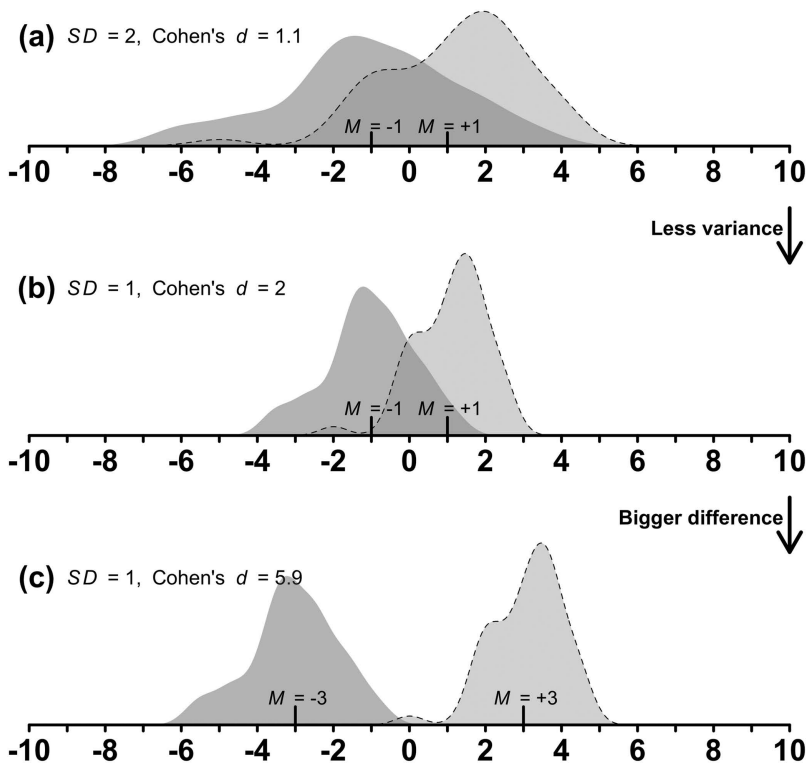 (a) SD = 2, Cohen's d = 1.1
M = -1 M = +1
-10 -8 -6 -4 -2 0 2 4 6 8 10
Less variance
(b) SD = 1, Cohen's d = 2
M = -1 M = +1
-10 -8 -6 -4 -2 0 2 4 6 8 10
Bigger difference
(c) SD = 1, Cohen's d = 5.9
M = -3 M = +3
-10 -8 -6 -4 -2 0 2 4 6 8 10